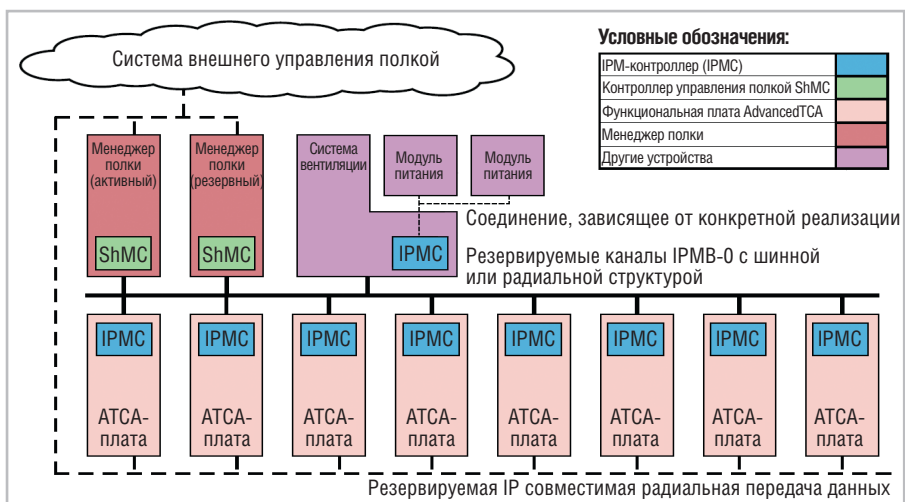 Система внешнего управления полкой
Условные обозначения:
IPM-контроллер (IPMC)
Контроллер управления полкой ShMC
Функциональная плата AdvancedTCA
Менеджер полки
Другие устройства
Менеджер
полки
(активный)
Менеджер
полки
(резервный)
Система
вентиляции
Модуль
питания
Модуль
питания
Соединение, зависящее от конкретной реализации
ShMC
ShMC
IPMC
Резервируемые каналы IPMB-0 с шинной
или радиальной структурой
IPMC
IPMC
IPMC
IPMC
IPMC
IPMC
IPMC
IPMC
АТСА-
плата
АТСА-
плата
АТСА-
плата
АТСА-
плата
АТСА-
плата
АТСА-
плата
АТСА-
плата
АТСА-
плата
Резервируемая IP совместимая радиальная передача данных